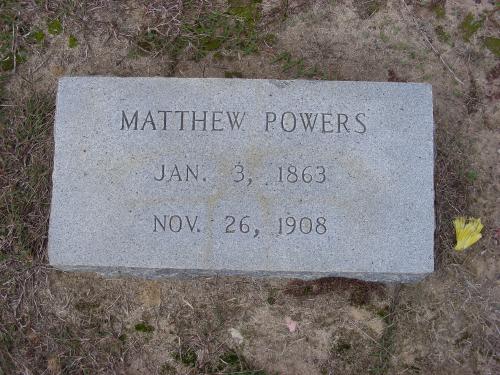 MATTHEW POWERS
JAN. 3, 1863
NOV. 26, 1908